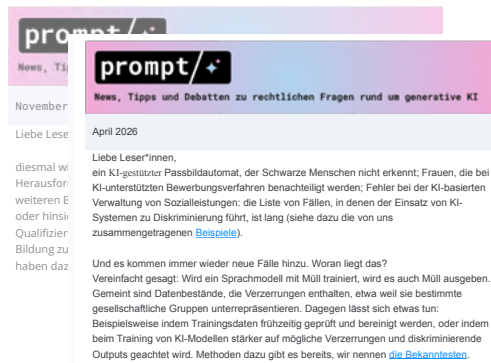 prompt/
News, Ti
November
Liebe Lese
diesmal wi
Herausfor
weiteren E
oder hinsi
Qualifizier
Bildung zu
haben daz
prompt/
News, Tipps und Debatten zu rechtlichen Fragen rund um generative KI
April 2026
Liebe Leser*innen,
ein KI-gestützter Passbildautomat, der Schwarze Menschen nicht erkennt; Frauen, die bei
KI-unterstützten Bewerbungsverfahren benachteiligt werden; Fehler bei der KI-basierten
Verwaltung von Sozialleistungen: die Liste von Fällen, in denen der Einsatz von KI-
Systemen zu Diskriminierung führt, ist lang (siehe dazu die von uns
zusammengetragenen Beispiele).
Und es kommen immer wieder neue Fälle hinzu. Woran liegt das?
Vereinfacht gesagt: Wird ein Sprachmodell mit Müll trainiert, wird es auch Müll ausgeben.
Gemeint sind Datenbestände, die Verzerrungen enthalten, etwa weil sie bestimmte
gesellschaftliche Gruppen unterrepräsentieren. Dagegen lässt sich etwas tun:
Beispielsweise indem Trainingsdaten frühzeitig geprüft und bereinigt werden, oder indem
beim Training von KI-Modellen stärker auf mögliche Verzerrungen und diskriminierende
Outputs geachtet wird. Methoden dazu gibt es bereits, wir nennen die Bekanntesten.